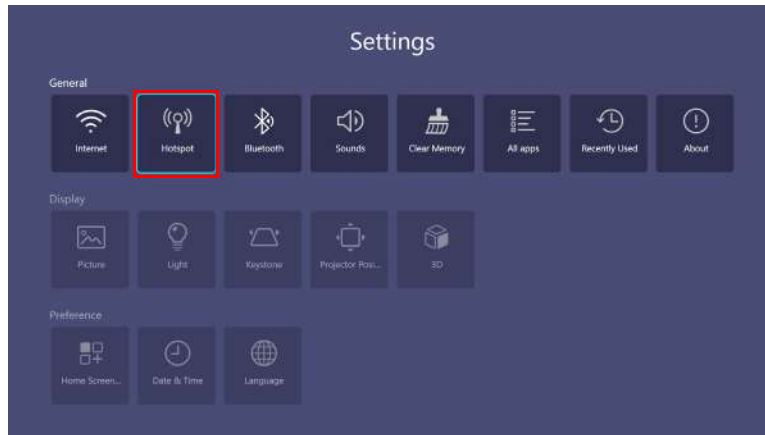 Settings
General
Internet Hotspot Bluetooth Sounds Clear Memory All apps Recently Used About
Display
Picture Light Keystone Projector Posi... 3D
Preference
Home Screen... Date & Time Language